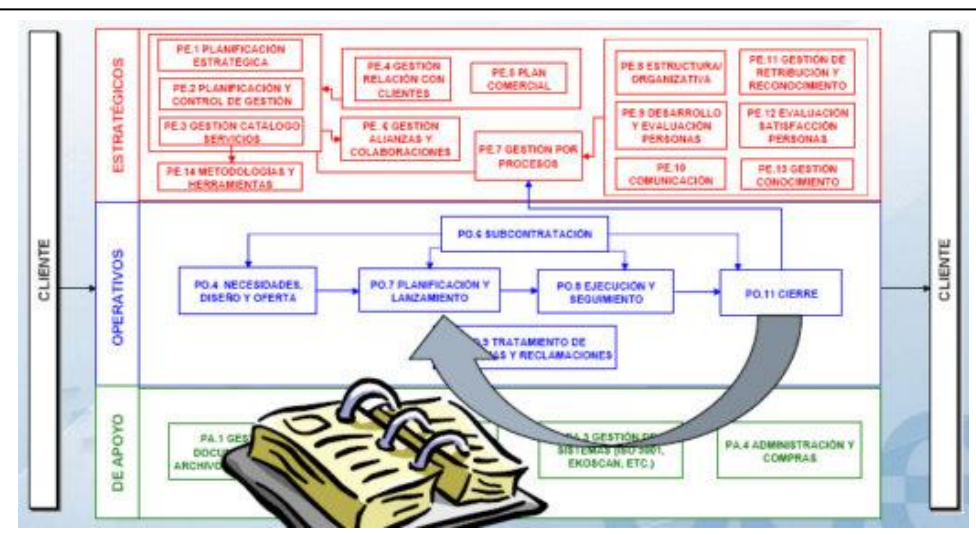 CLIENTE
ESTRATÉGICOS
PE.1 PLANIFICACIÓN
ESTRATÉGICA
PE.2 PLANIFICACIÓN Y
CONTROL DE GESTIÓN
PE.3 GESTIÓN CATÁLOGO
SERVICIOS
PE.14 METODOLOGÍAS Y
HERRAMIENTAS
PE.4 GESTIÓN
RELACIÓN CON
CLIENTES
PE.5 PLAN
COMERCIAL
PE..6 GESTIÓN
ALIANZAS Y
COLABORACIONES
PE.7 GESTIÓN POR
PROCESOS
PE.8 ESTRUCTURA/
ORGANIZATIVA
PE.9 DESARROLLO
Y EVALUACIÓN
PERSONAS
PE.10
COMUNICACIÓN
PE.11 GESTIÓN DE
RETRIBUCIÓN Y
RECONOCIMIENTO
PE.12 EVALUACIÓN
SATISFACCIÓN
PERSONAS
PE.13 GESTIÓN
CONOCIMIENTO
OPERATIVOS
PO.6 SUBCONTRATACIÓN
PO.4 NECESIDADES,
DISEÑO Y OFERTA
PO.7 PLANIFICACIÓN Y
LANZAMIENTO
PO.8 EJECUCIÓN Y
SEGUIMIENTO
PO.11 CIERRE
TRATAMIENTO DE
Y RECLAMACIONES
DE APOYO
PA.1
PA.3 GESTIÓN DE
SISTEMAS (ISO 9001,
EKOSCAN, ETC.)
PA.4 ADMINISTRACIÓN Y
COMPRAS
CLIENTE